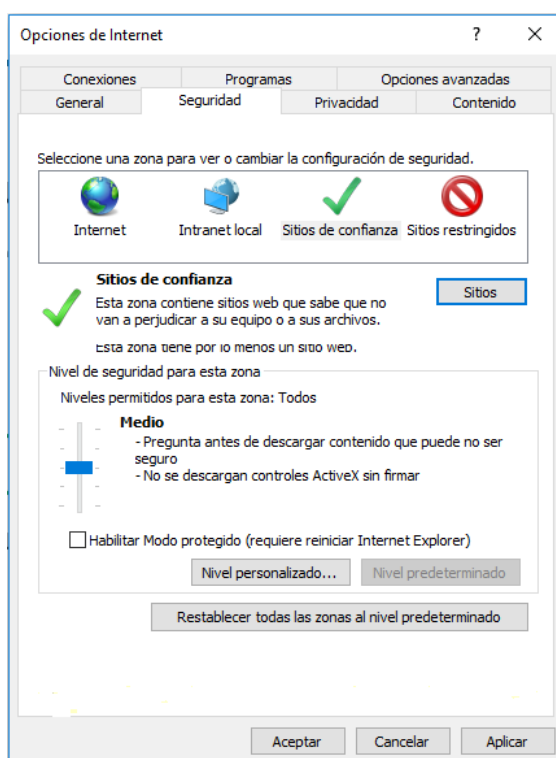 Opciones de Internet ? X
Conexiones Programas Opciones avanzadas
General Seguridad Privacidad Contenido
Seleccione una zona para ver o cambiar la configuración de seguridad.
Internet Intranet local Sitios de confianza Sitios restringidos
Sitios de confianza
Sitios
Esta zona contiene sitios web que sabe que no
van a perjudicar a su equipo o a sus archivos.
Esta zona tiene por lo menos un sitio web.
Nivel de seguridad para esta zona
Niveles permitidos para esta zona: Todos
Medio
- Pregunta antes de descargar contenido que puede no ser
seguro
- No se descargan controles ActiveX sin firmar
Habilitar Modo protegido (requiere reiniciar Internet Explorer)
Nivel personalizado... Nivel predeterminado
Restablecer todas las zonas al nivel predeterminado
Aceptar Cancelar Aplicar